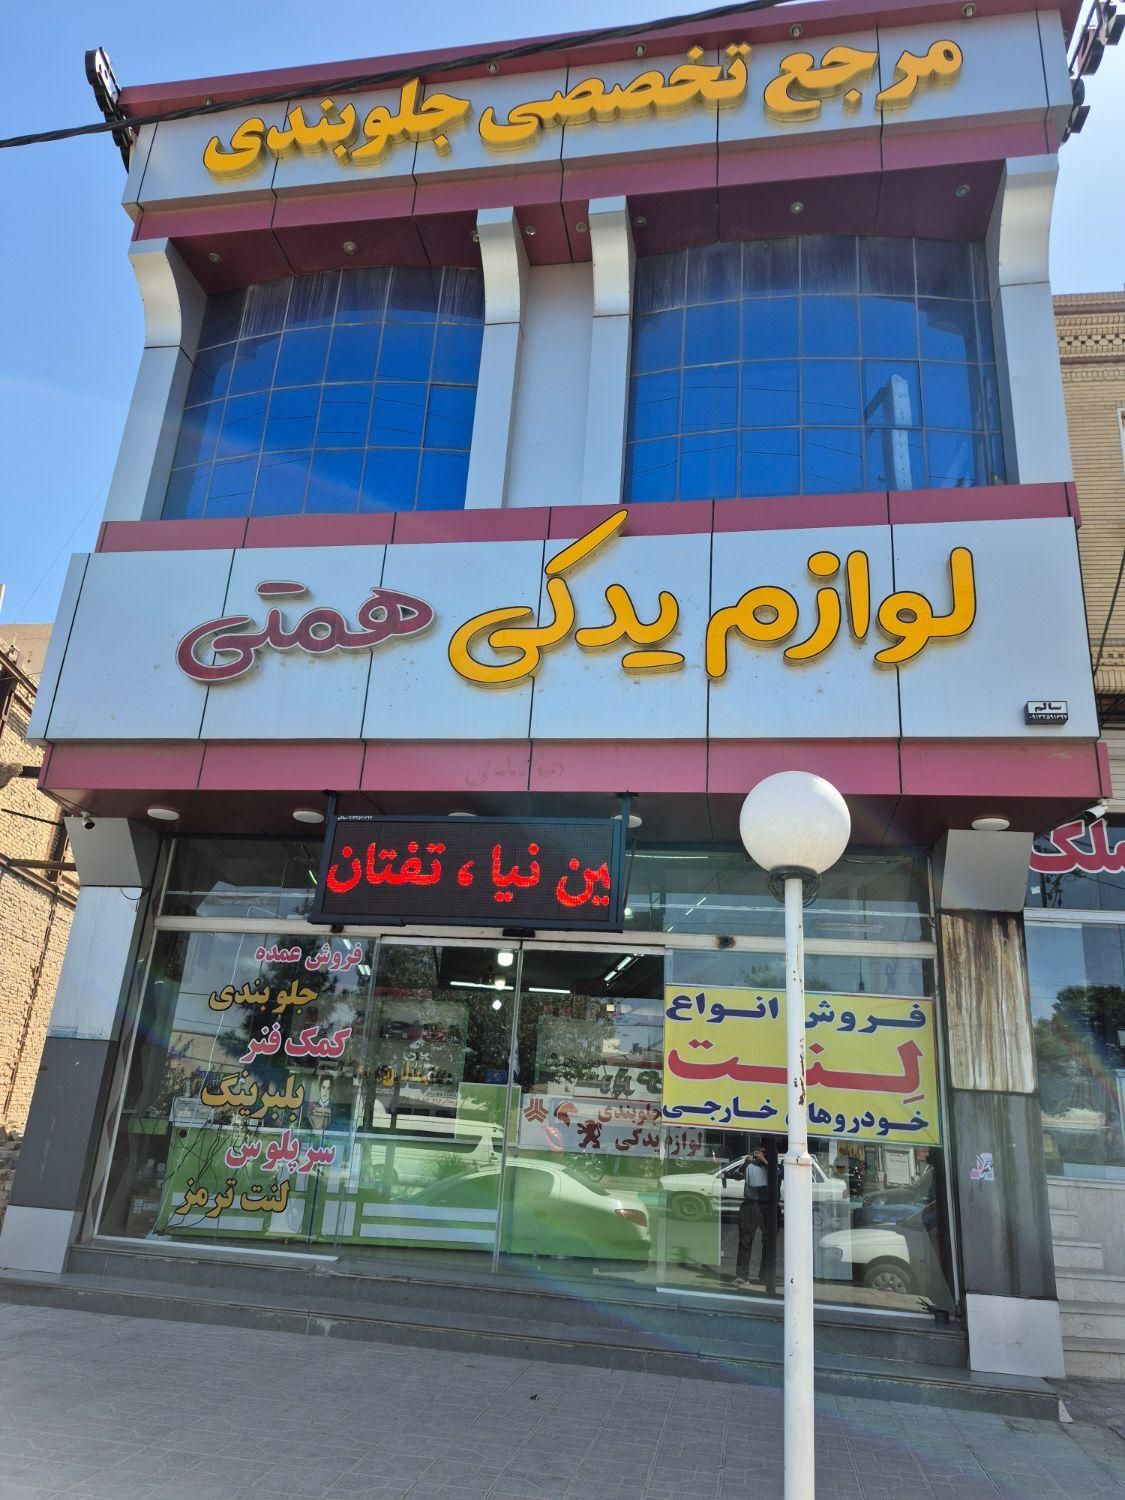 مرجع تخصصی جلوبندی
لوازم یدکی همتی
سالم
ین نیا ، تفتان
فروش عمده
جلوبندی
کمک فنر
بلبرینگ
سرپلوس
لنت ترمز
فروش انواع
لِنت
خودروهای خارجی
جلوبندی
لوازم یدکی